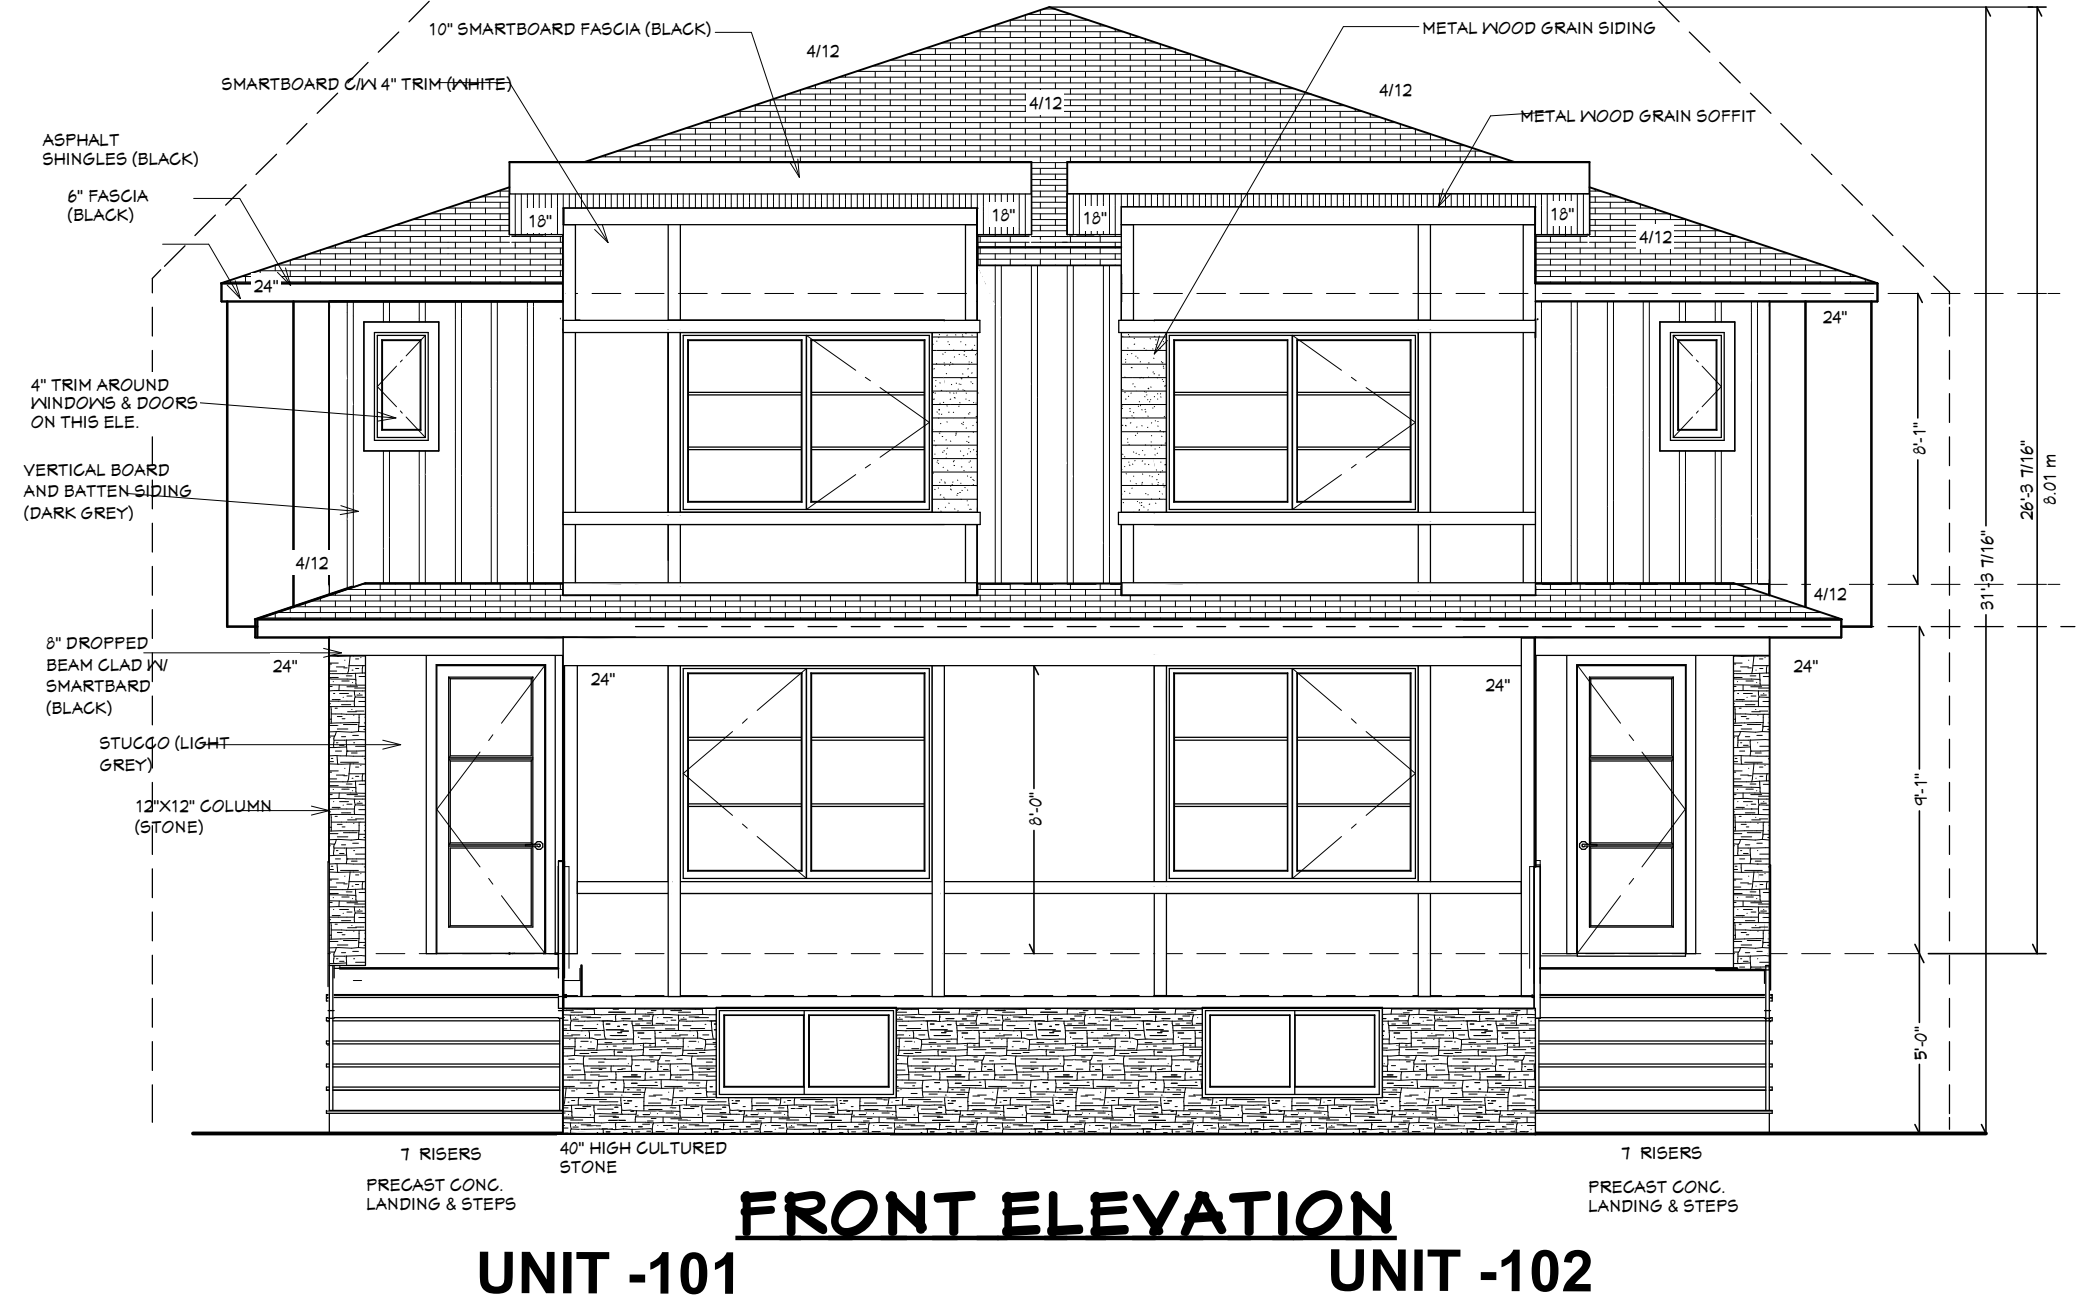 10" SMARTBOARD FASCIA (BLACK)
METAL WOOD GRAIN SIDING
4/12
SMARTBOARD C/W 4" TRIM (WHITE)
4/12
4/12
METAL WOOD GRAIN SOFFIT
ASPHALT
SHINGLES (BLACK)
6" FASCIA
(BLACK)
18"
18"
18"
18"
4/12
24"
24"
4" TRIM AROUND
WINDOWS & DOORS
ON THIS ELE.
VERTICAL BOARD
AND BATTEN SIDING
(DARK GREY)
8'-1"
26'-3 7/16"
8.01 m
31'-3 7/16"
4/12
4/12
8" DROPPED
BEAM CLAD W/
SMARTBARD
(BLACK)
24"
24"
24"
24"
STUCCO (LIGHT
GREY)
12"X12" COLUMN
(STONE)
8'-0"
9'-1"
5'-0"
7 RISERS
PRECAST CONC.
LANDING & STEPS
40" HIGH CULTURED
STONE
7 RISERS
PRECAST CONC.
LANDING & STEPS
FRONT ELEVATION
UNIT -101
UNIT -102